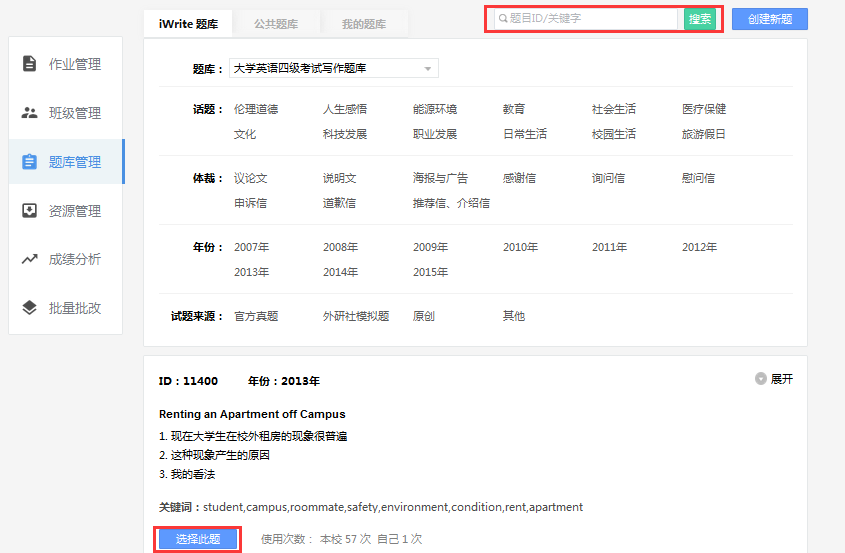 iWrite 题库 公共题库 我的题库 题目ID/关键字 搜索 创建新题
作业管理
班级管理
题库管理
资源管理
成绩分析
批量批改
题库： 大学英语四级考试写作题库
话题： 伦理道德 人生感悟 能源环境 教育 社会生活 医疗保健
文化 科技发展 职业发展 日常生活 校园生活 旅游假日
体裁： 议论文 说明文 海报与广告 感谢信 询问信 慰问信
申诉信 道歉信 推荐信、介绍信
年份： 2007年 2008年 2009年 2010年 2011年 2012年
2013年 2014年 2015年
试题来源： 官方真题 外研社模拟题 原创 其他
ID：11400 年份：2013年 展开
Renting an Apartment off Campus
1. 现在大学生在校外租房的现象很普遍
2. 这种现象产生的原因
3. 我的看法
关键词：student,campus,roommate,safety,environment,condition,rent,apartment
选择此题 使用次数： 本校 57 次 自己 1 次